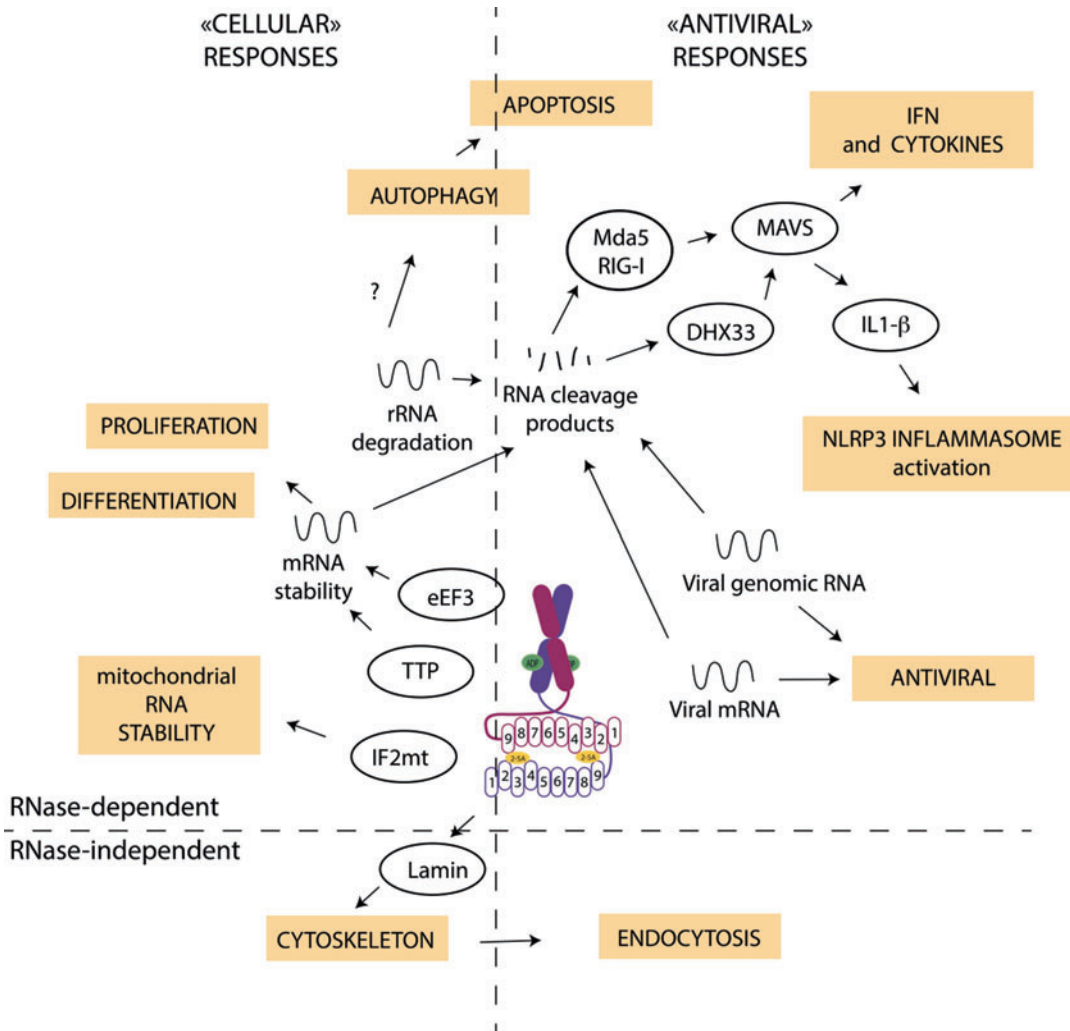 «CELLULAR»
RESPONSES
«ANTIVIRAL»
RESPONSES
APOPTOSIS
IFN
and CYTOKINES
AUTOPHAGY
Mda5
RIG-I
MAVS
?
DHX33
IL1-β
RNA cleavage
products
rRNA
degradation
PROLIFERATION
NLRP3 INFLAMMASOME
activation
DIFFERENTIATION
mRNA
stability
Viral genomic RNA
eEF3
ADP
TTP
mitochondrial
RNA
STABILITY
ANTIVIRAL
Viral mRNA
9 8 7 6 5 4 3 2 1
IF2mt
2-5A 2-5A
1 2 3 4 5 6 7 8 9
RNase-dependent
RNase-independent
Lamin
CYTOSKELETON
ENDOCYTOSIS